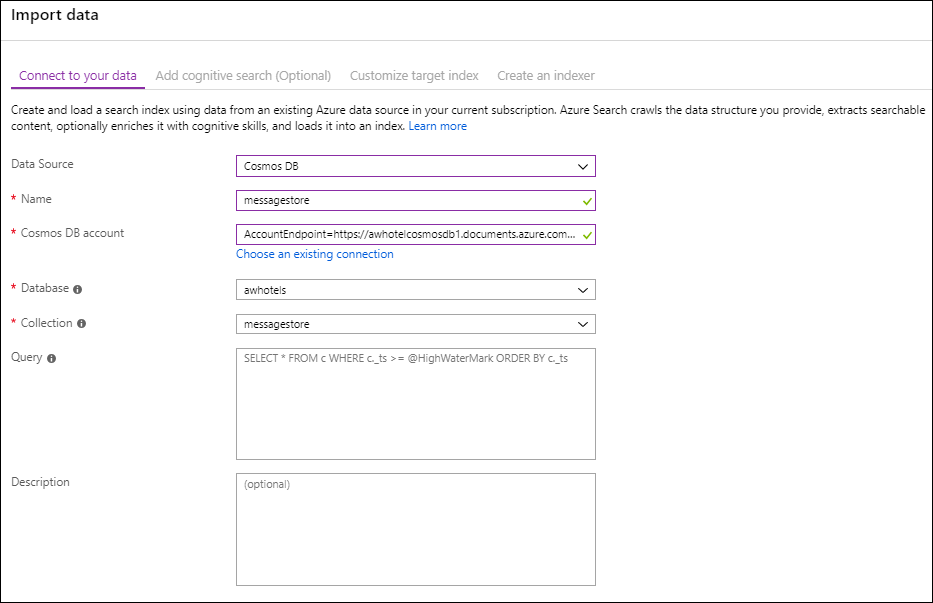 Import data
Connect to your data Add cognitive search (Optional) Customize target index Create an indexer
Create and load a search index using data from an existing Azure data source in your current subscription. Azure Search crawls the data structure you provide, extracts searchable
content, optionally enriches it with cognitive skills, and loads it into an index. Learn more
Data Source Cosmos DB
* Name messagestore
* Cosmos DB account AccountEndpoint=https://awhotelcosmosdb1.documents.azure.com...
Choose an existing connection
* Database awhotels
* Collection messagestore
Query SELECT * FROM c WHERE c._ts >= @HighWaterMark ORDER BY c._ts
Description (optional)